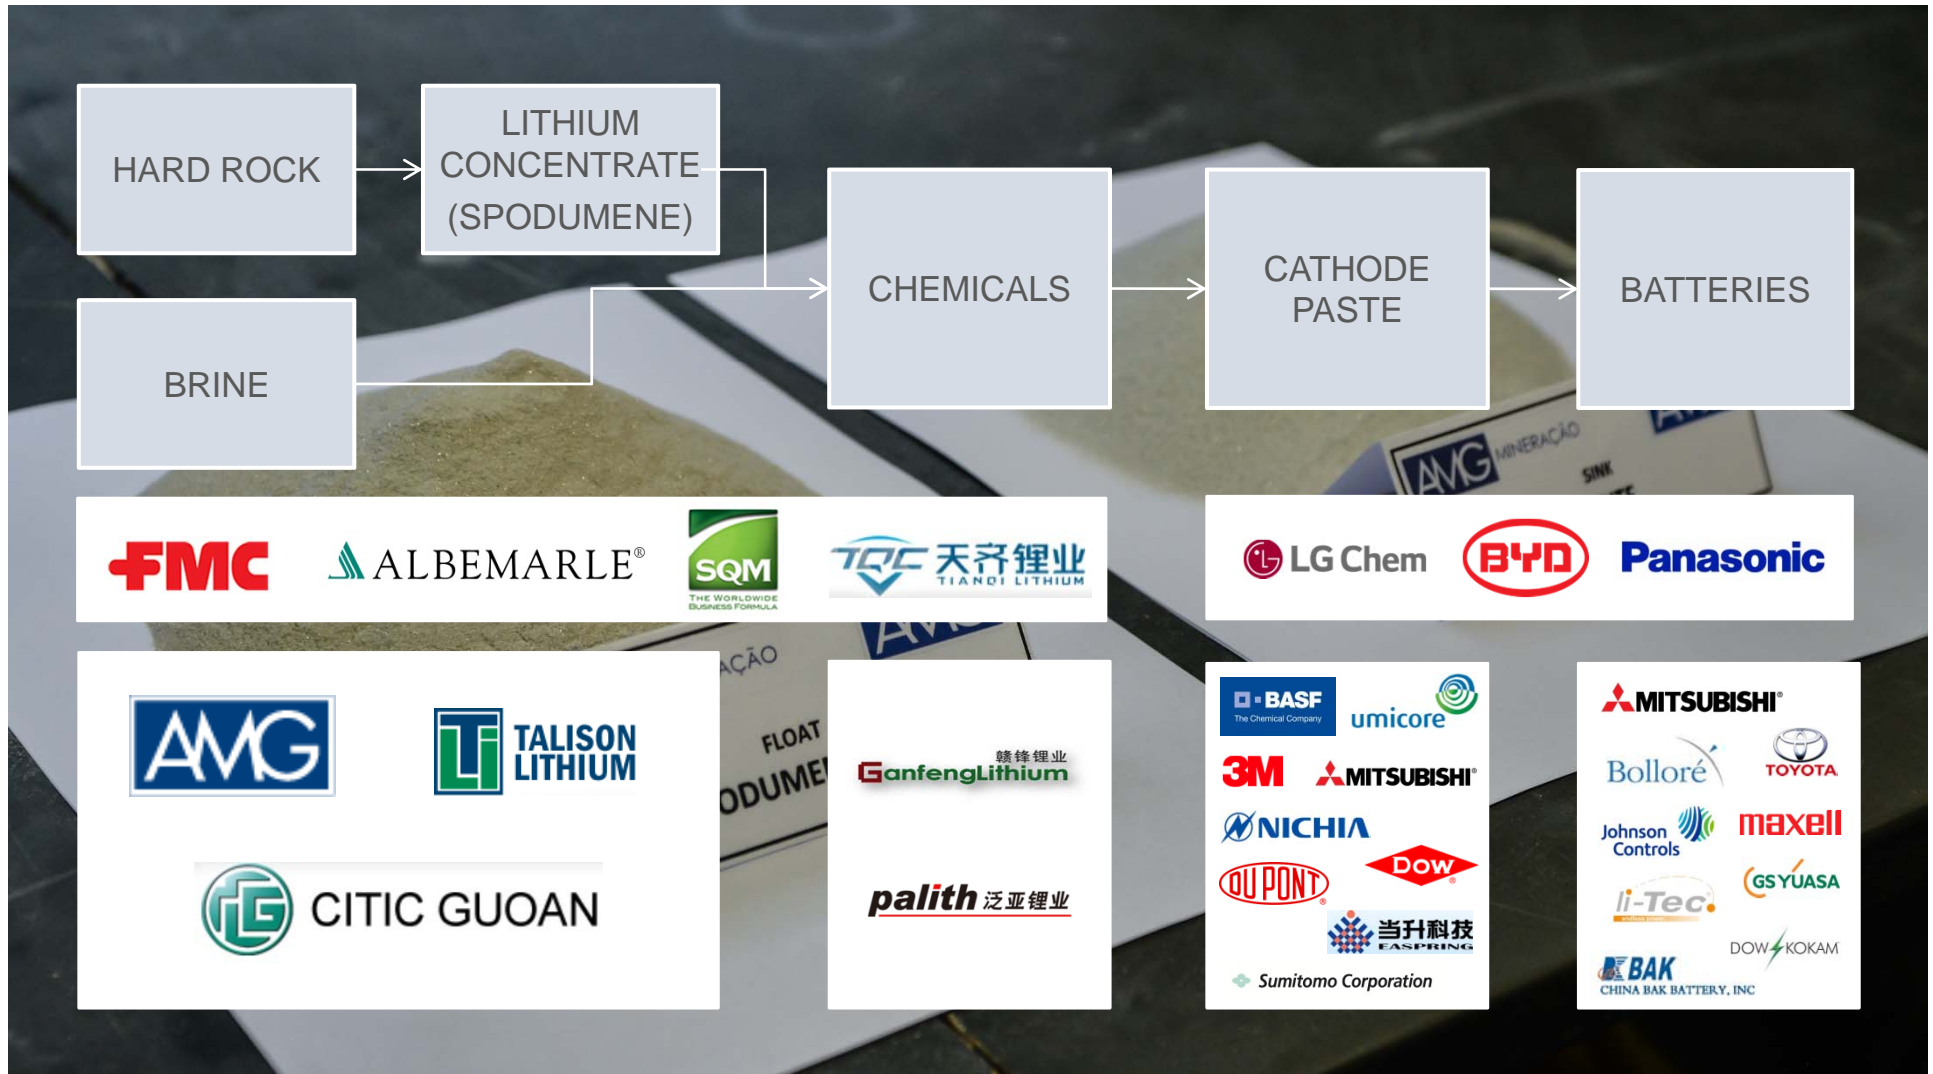 HARD ROCK
LITHIUM
CONCENTRATE
(SPODUMENE)
BRINE
CHEMICALS
CATHODE
PASTE
BATTERIES
AMG MINERAÇÃO
SINK
FMC
ALBEMARLE®
SQM
THE WORLDWIDE
BUSINESS FORMULA
TQC 天齐锂业
TIANQI LITHIUM
LG Chem
BYD
Panasonic
AÇÃO
FLOAT
ODUME
AMG
Li TALISON
LITHIUM
CITIC GUOAN
赣锋锂业
GanfengLithium
palith 泛亚锂业
BASF
The Chemical Company
umicore
3M
MITSUBISHI®
NICHIA
DU PONT®
DOW®
当升科技
EASPRING
Sumitomo Corporation
MITSUBISHI®
Bolloré
TOYOTA
Johnson
Controls
maxell
GS YUASA
li-Tec
DOW KOKAM
BAK
CHINA BAK BATTERY, INC